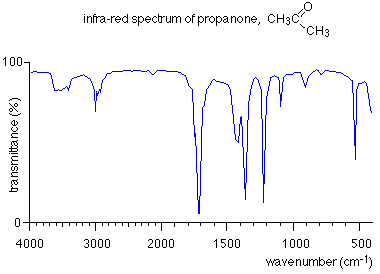 infra-red spectrum of propanone, CH3C
O
CH3
100
transmittance (%)
0
4000 3000 2000 1500 1000 500
wavenumber (cm-1)